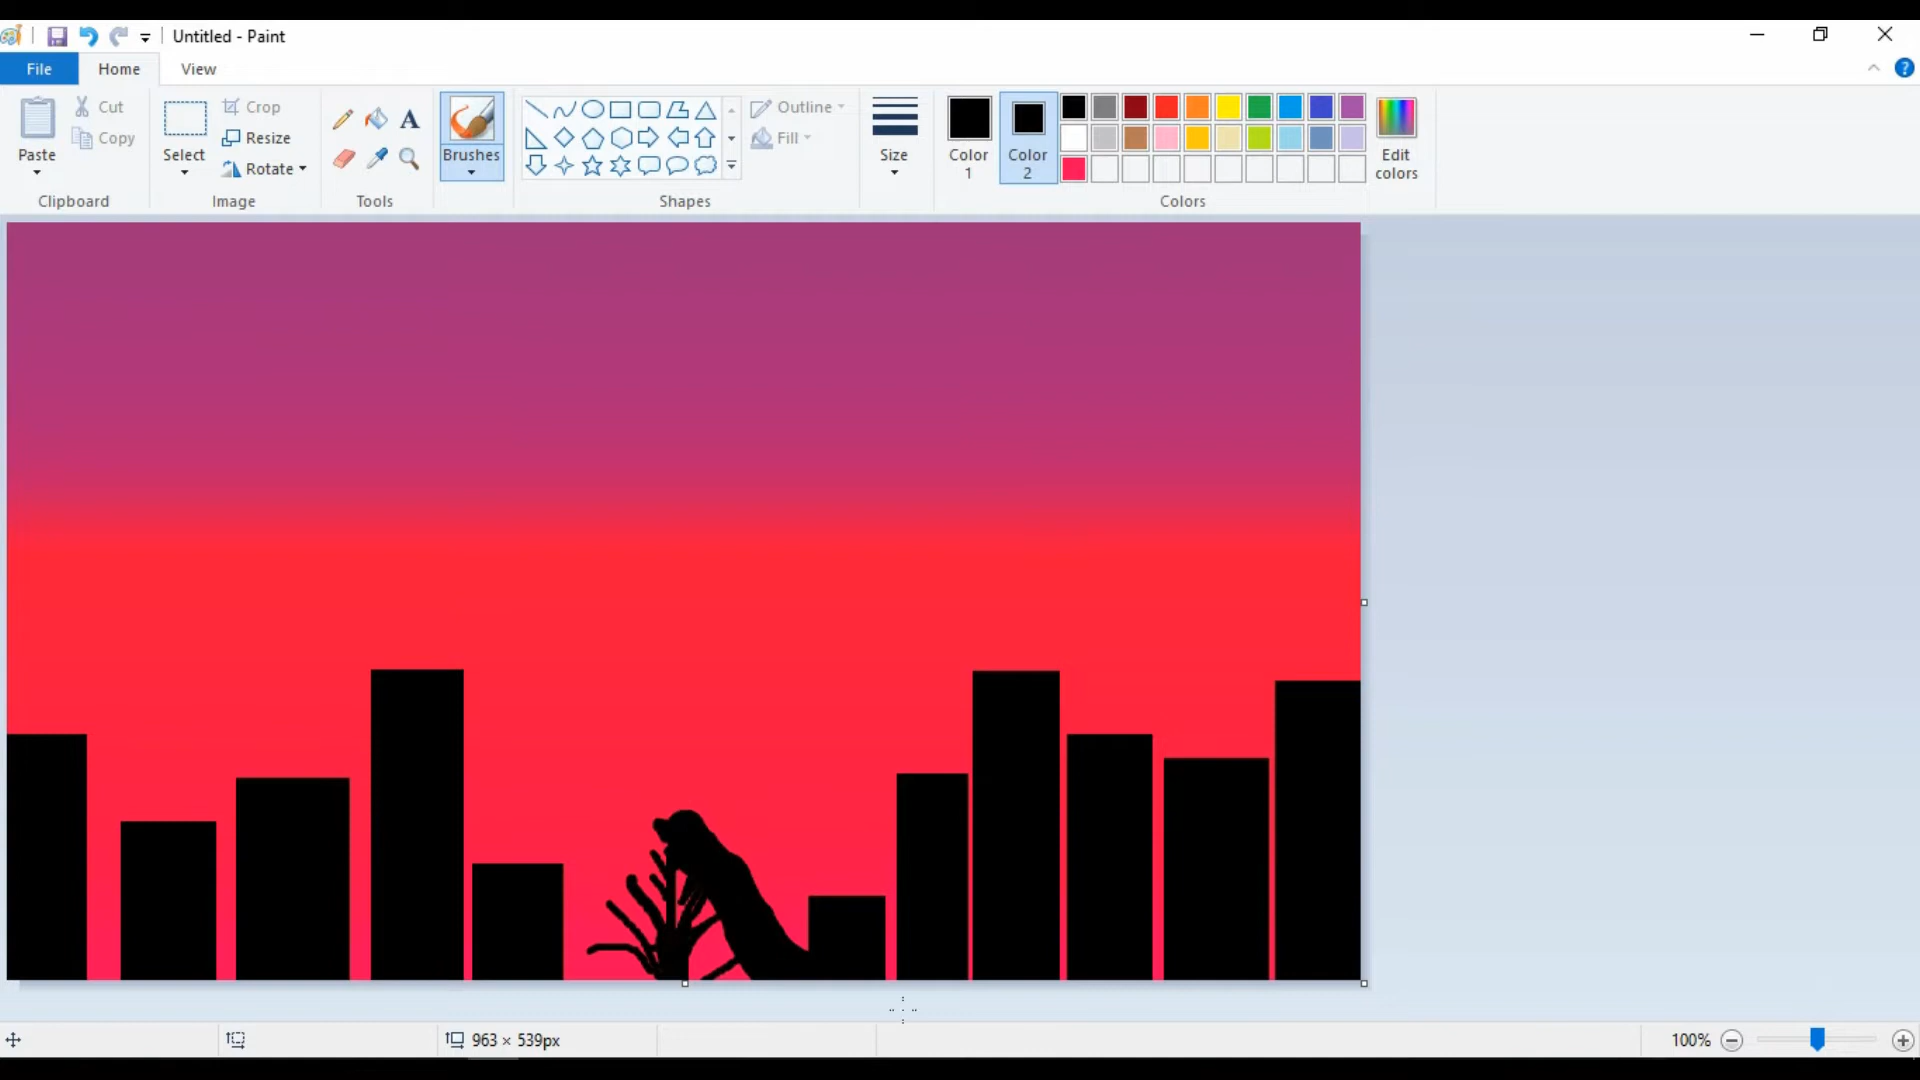 Untitled - Paint
File Home View
Cut Crop Outline
Copy Resize Fill
Paste Select Rotate A Brushes Size Color 1 Color 2 Edit colors
Clipboard Image Tools Shapes Colors
963 × 539px 100%